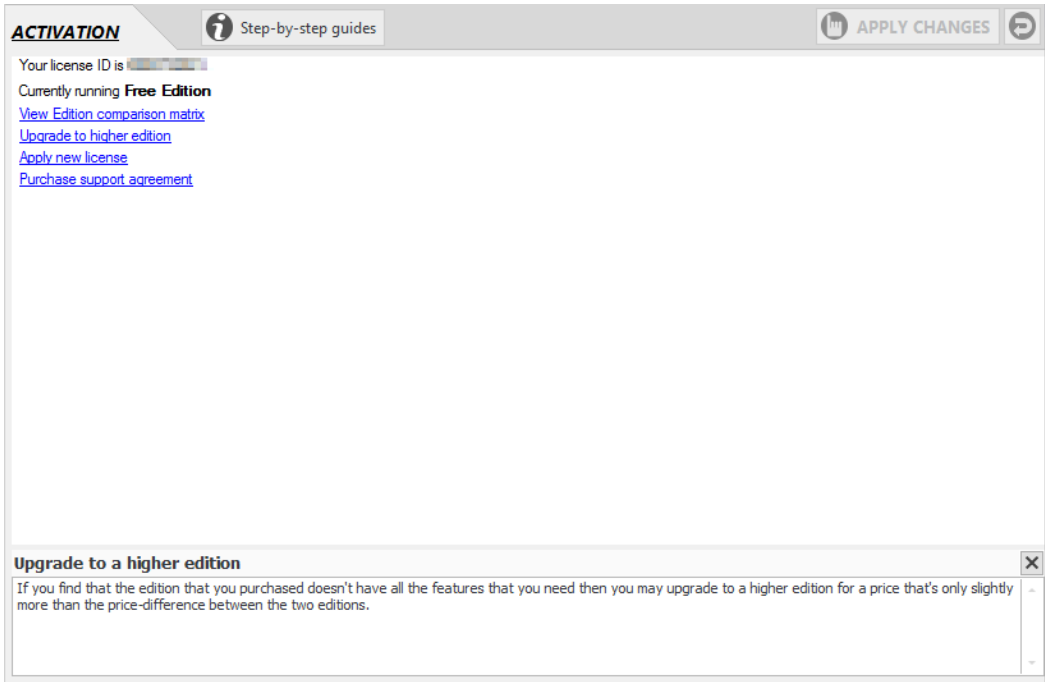 ACTIVATION
Step-by-step guides
APPLY CHANGES
Your license ID is
Currently running Free Edition
View Edition comparison matrix
Upgrade to higher edition
Apply new license
Purchase support agreement
Upgrade to a higher edition
If you find that the edition that you purchased doesn't have all the features that you need then you may upgrade to a higher edition for a price that's only slightly
more than the price-difference between the two editions.